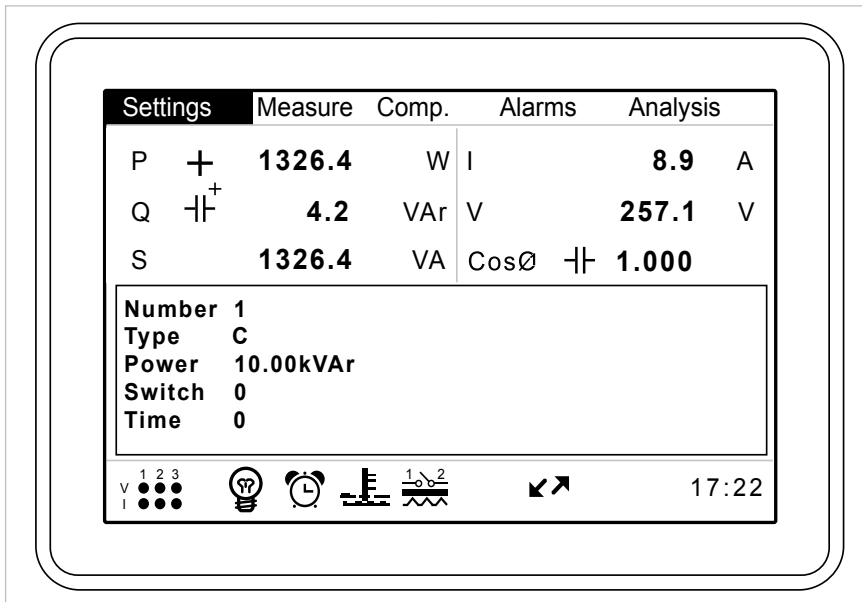 Settings Measure Comp. Alarms Analysis
P + 1326.4 W I 8.9 A
Q + 4.2 VAr V 257.1 V
S 1326.4 VA CosØ 1.000
Number 1
Type C
Power 10.00kVAr
Switch 0
Time 0
1 2 3
V
I
1 2
17:22